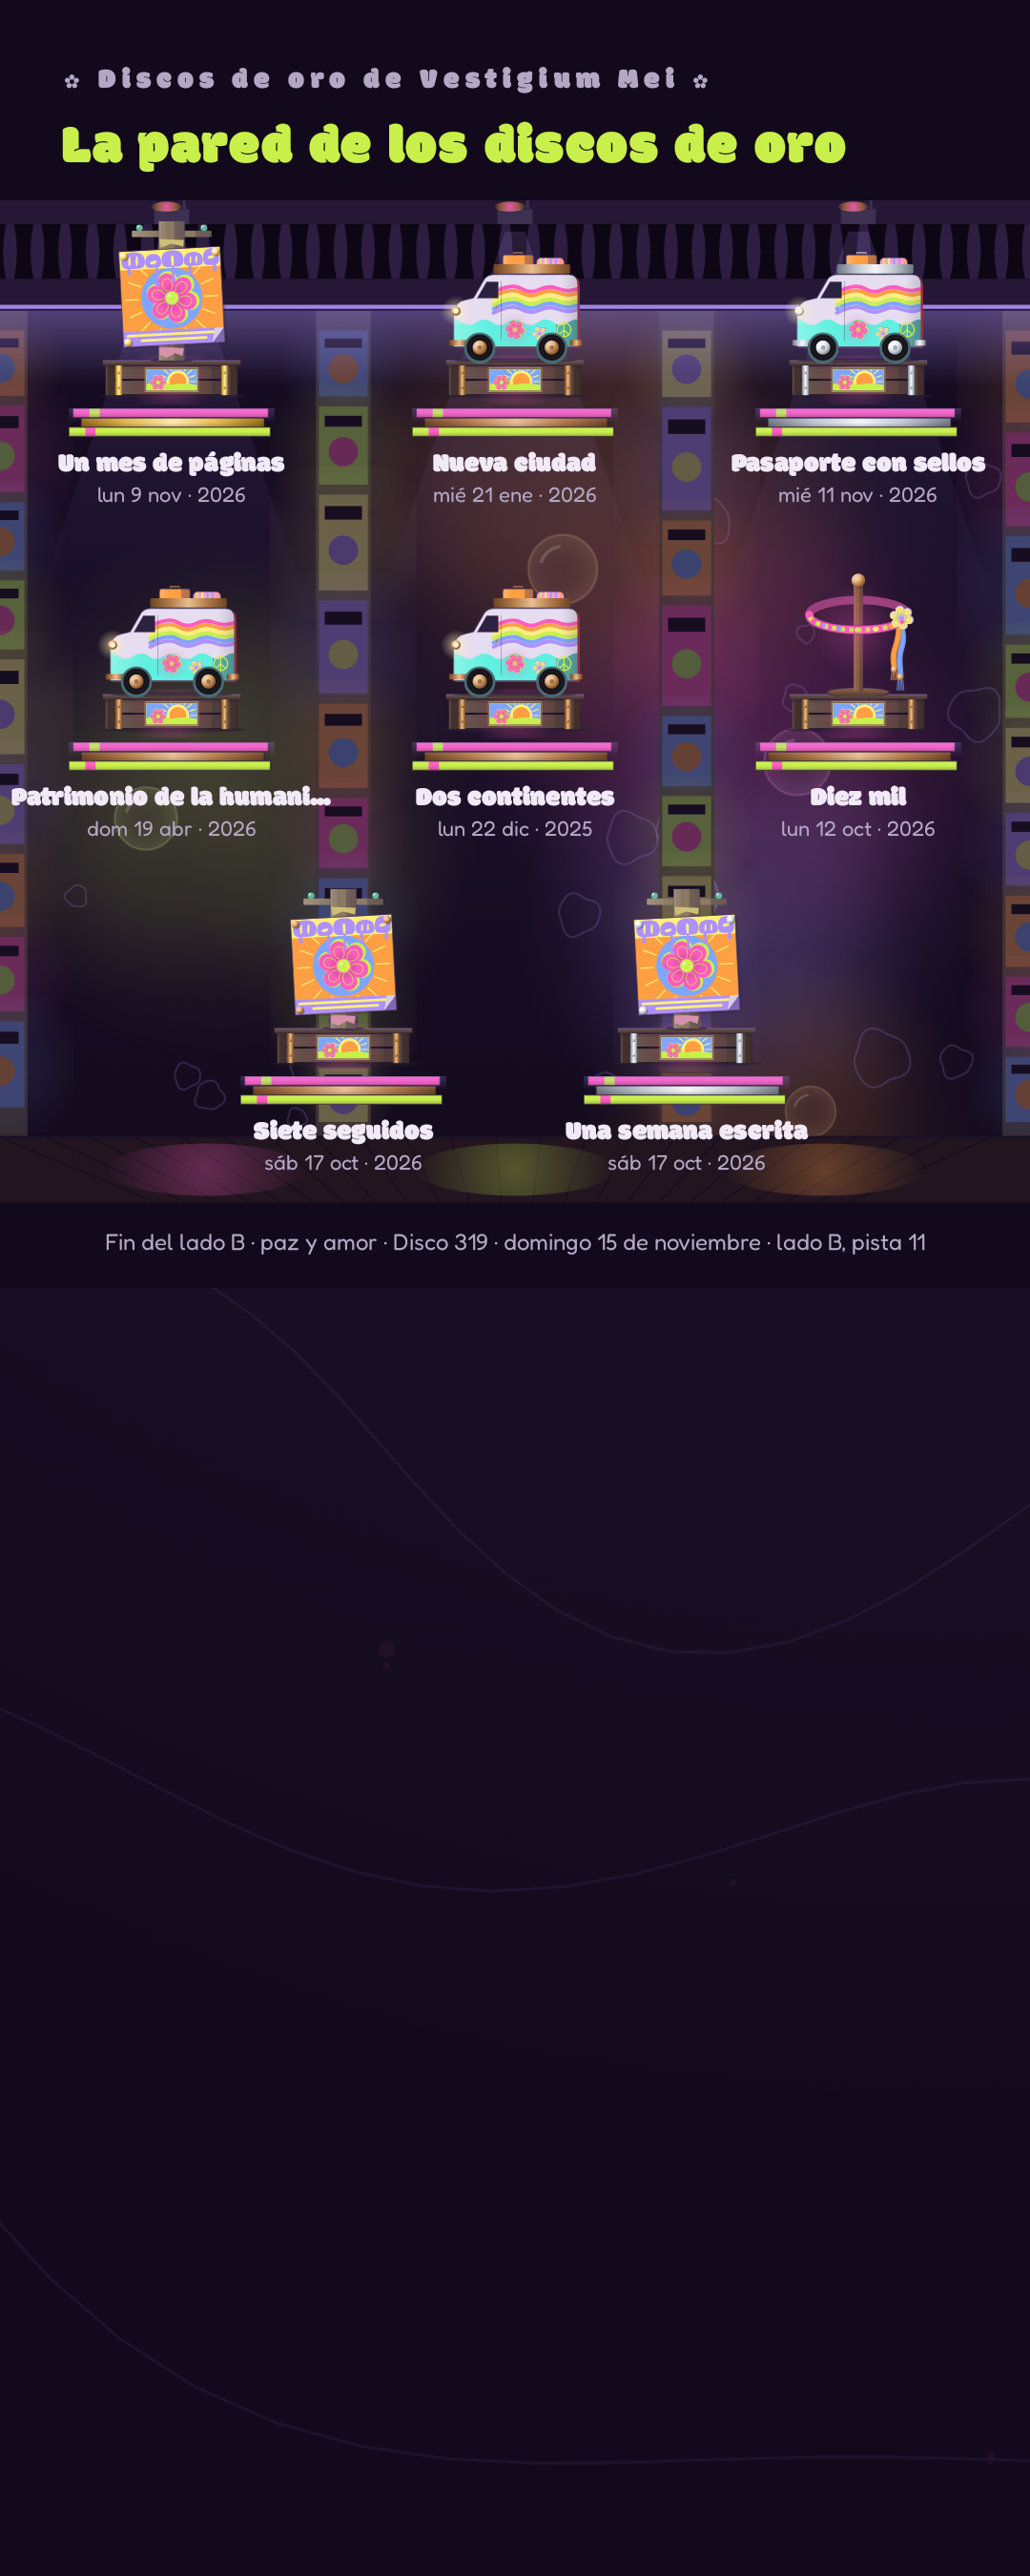 ✿ Discos de oro de Vestigium Mei ✿
La pared de los discos de oro
Un mes de páginas
lun 9 nov · 2026
Nueva ciudad
mié 21 ene · 2026
Pasaporte con sellos
mié 11 nov · 2026
Patrimonio de la humani...
dom 19 abr · 2026
Dos continentes
lun 22 dic · 2025
Diez mil
lun 12 oct · 2026
Siete seguidos
sáb 17 oct · 2026
Una semana escrita
sáb 17 oct · 2026
Fin del lado B · paz y amor · Disco 319 · domingo 15 de noviembre · lado B, pista 11